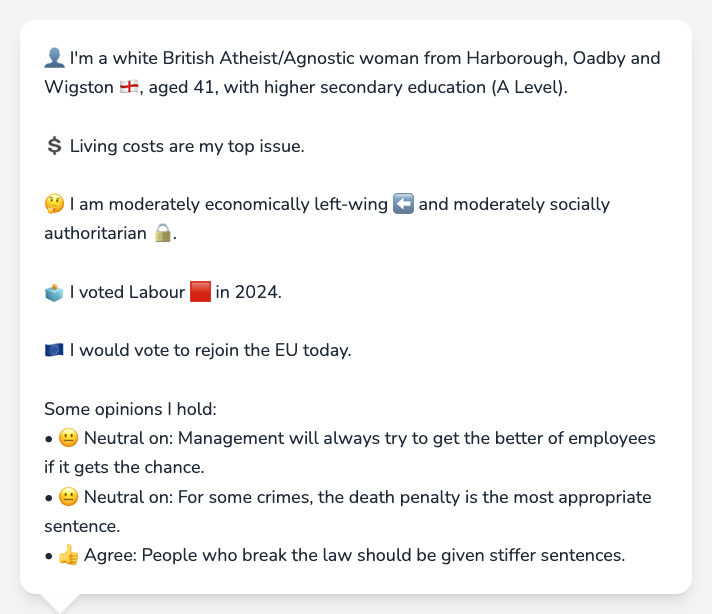 👤 I'm a white British Atheist/Agnostic woman from Harborough, Oadby and
Wigston 🏴󠁧󠁢󠁥󠁮󠁧󠁿, aged 41, with higher secondary education (A Level).
💲 Living costs are my top issue.
🤔 I am moderately economically left-wing ⬅️ and moderately socially
authoritarian 🔒.
🗳️ I voted Labour 🟥 in 2024.
🇪🇺 I would vote to rejoin the EU today.
Some opinions I hold:
• 😐 Neutral on: Management will always try to get the better of employees
if it gets the chance.
• 😐 Neutral on: For some crimes, the death penalty is the most appropriate
sentence.
• 👍 Agree: People who break the law should be given stiffer sentences.